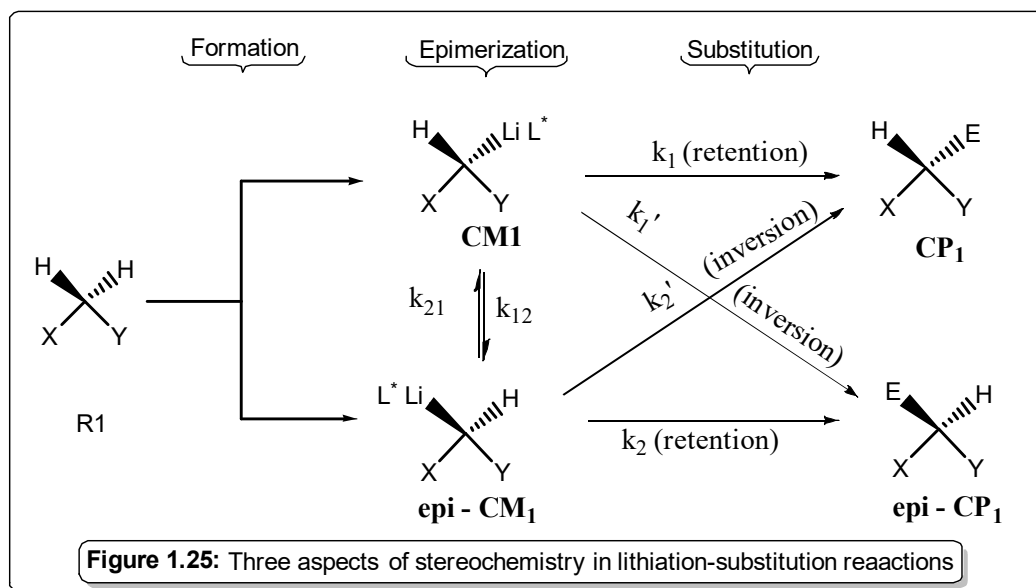 Formation Epimerization Substitution
H Li L*
X Y
CM1
k₁ (retention)
H E
X Y
CP₁
k₁'
(inversion)
k₂'
(inversion)
H H
X Y
R1
k₂₁ k₁₂
L* Li H
X Y
epi - CM₁
k₂ (retention)
E H
X Y
epi - CP₁
Figure 1.25: Three aspects of stereochemistry in lithiation-substitution reaactions